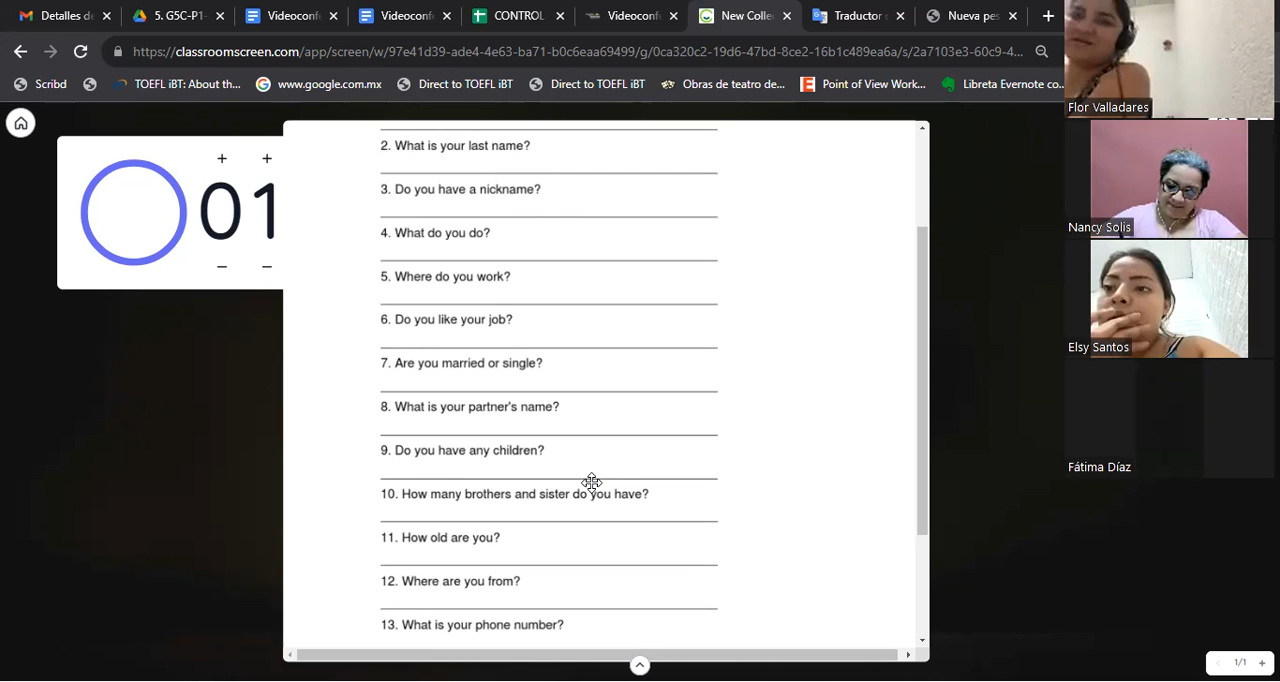 Detalles de
5. G5C-P1-
Videoconf
Videoconf
CONTROL
Videoconf
New Colle
Traductor
Nueva pes
https://classroomscreen.com/app/screen/w/97e41d39-ade4-4e63-ba71-b0c6eaa69499/g/0ca320c2-19d6-47bd-8ce2-16b1c489ea6a/s/2a7103e3-60c9-4...
Scribd
TOEFL iBT: About th...
www.google.com.mx
Direct to TOEFL iBT
Direct to TOEFL iBT
Obras de teatro de...
Point of View Work...
Libreta Evernote co...
Flor Valladares
+ +
01
− −
2. What is your last name?
3. Do you have a nickname?
4. What do you do?
5. Where do you work?
6. Do you like your job?
7. Are you married or single?
8. What is your partner's name?
9. Do you have any children?
10. How many brothers and sister do you have?
11. How old are you?
12. Where are you from?
13. What is your phone number?
Nancy Solis
Elsy Santos
Fátima Díaz
1/1 +